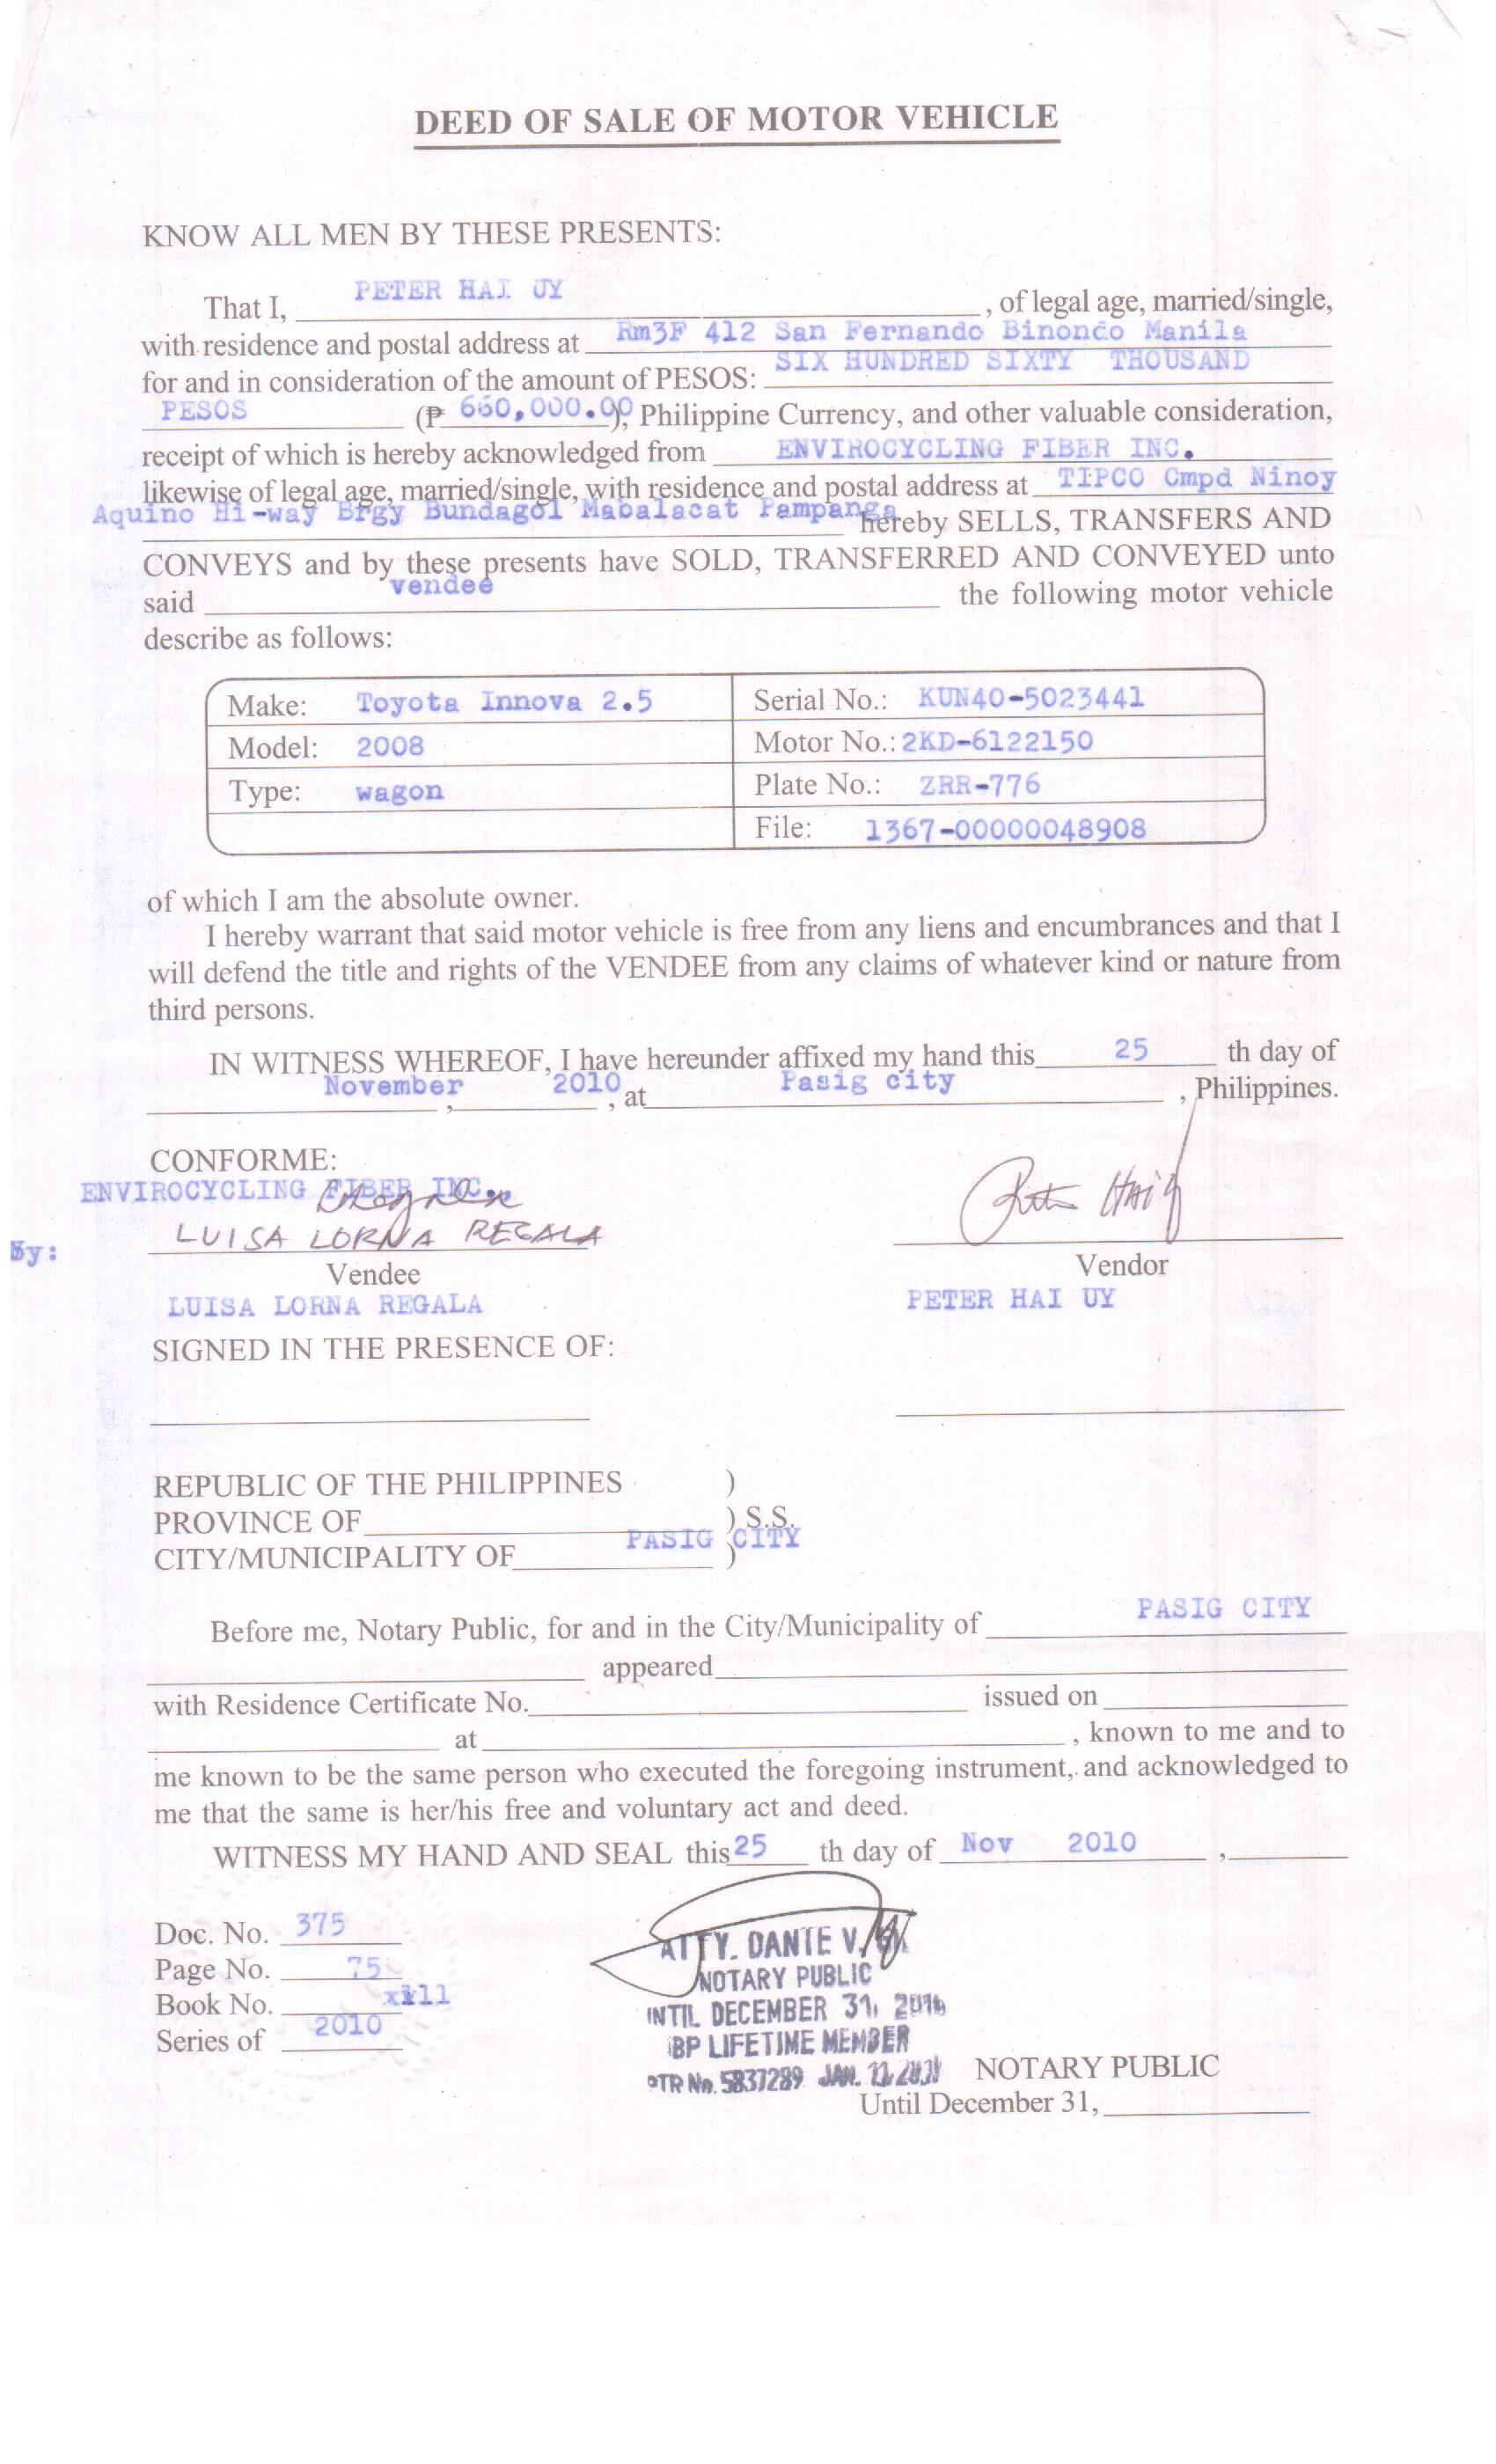 DEED OF SALE OF MOTOR VEHICLE
KNOW ALL MEN BY THESE PRESENTS:
That I, PETER HAI UY, of legal age, married/single,
with residence and postal address at Rm3F 412 San Fernando Binondo Manila
for and in consideration of the amount of PESOS: SIX HUNDRED SIXTY THOUSAND
PESOS (₱ 660,000.00), Philippine Currency, and other valuable consideration,
receipt of which is hereby acknowledged from ENVIROCYCLING FIBER INC.
likewise of legal age, married/single, with residence and postal address at TIPCO Cmpd Ninoy
Aquino Hi-way Brgy Bundagol Mabalacat Pampanga hereby SELLS, TRANSFERS AND
CONVEYS and by these presents have SOLD, TRANSFERRED AND CONVEYED unto
said vendee the following motor vehicle
describe as follows:
Make: Toyota Innova 2.5 Serial No.: KUN40-5023441
Model: 2008 Motor No.: 2KD-6122150
Type: wagon Plate No.: ZRR-776
File: 1367-00000048908
of which I am the absolute owner.
I hereby warrant that said motor vehicle is free from any liens and encumbrances and that I
will defend the title and rights of the VENDEE from any claims of whatever kind or nature from
third persons.
IN WITNESS WHEREOF, I have hereunder affixed my hand this 25 th day of
November, 2010, at Pasig city, Philippines.
CONFORME:
ENVIROCYCLING FIBER INC.
By: LUISA LORNA REGALA
Vendee Vendor
LUISA LORNA REGALA PETER HAI UY
SIGNED IN THE PRESENCE OF:
REPUBLIC OF THE PHILIPPINES )
PROVINCE OF ) S.S.
CITY/MUNICIPALITY OF PASIG CITY )
Before me, Notary Public, for and in the City/Municipality of PASIG CITY
appeared
with Residence Certificate No. issued on
at , known to me and to
me known to be the same person who executed the foregoing instrument, and acknowledged to
me that the same is her/his free and voluntary act and deed.
WITNESS MY HAND AND SEAL this 25 th day of Nov 2010 ,
Doc. No. 375
Page No. 75
Book No.
Series of 2010
ATTY. DANTE V.
NOTARY PUBLIC
UNTIL DECEMBER 31,
IBP LIFETIME MEMBER
PTR No. 5837289 JAN.
NOTARY PUBLIC
Until December 31,